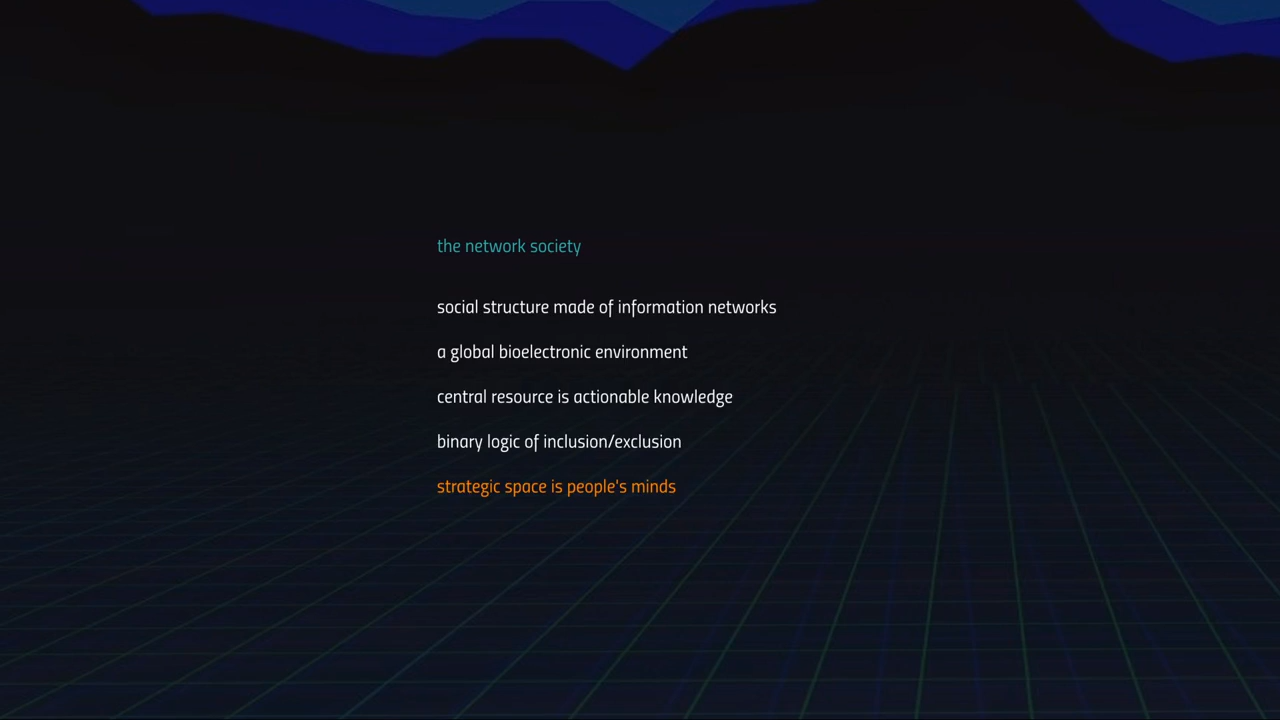 the network society
social structure made of information networks
a global bioelectronic environment
central resource is actionable knowledge
binary logic of inclusion/exclusion
strategic space is people's minds